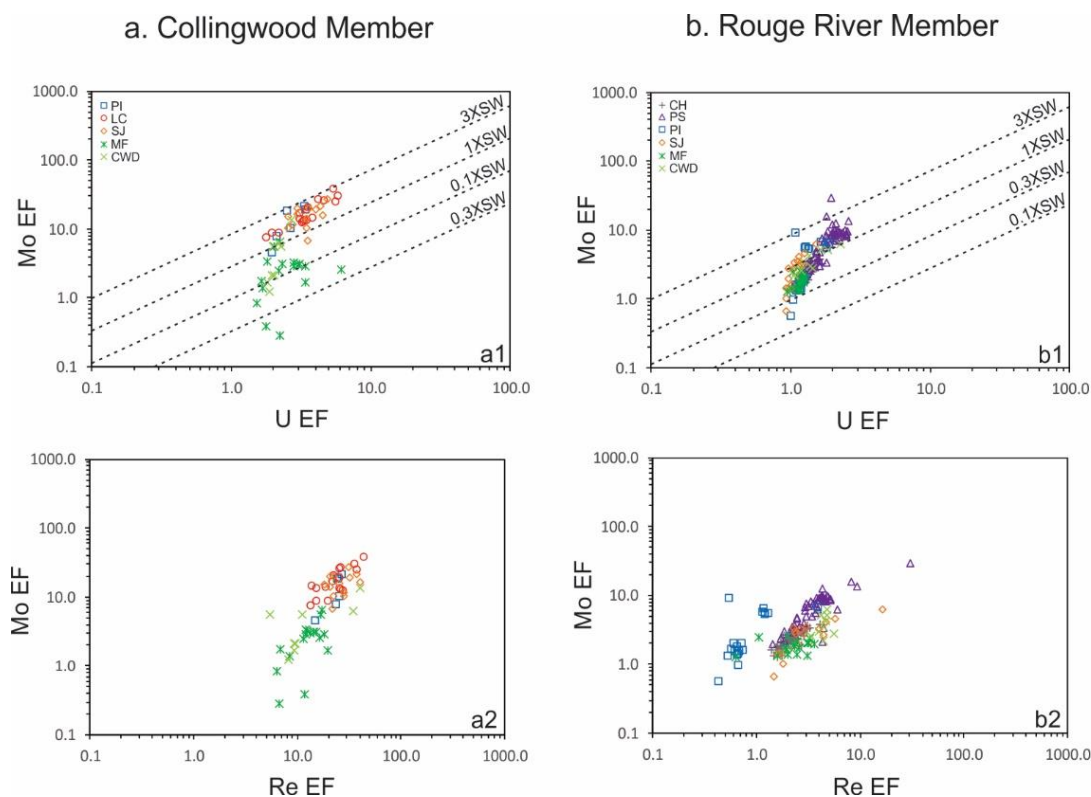 a. Collingwood Member
b. Rouge River Member
1000.0
100.0
10.0
1.0
0.1
Mo EF
PI
LC
SJ
MF
CWD
3XSW
1XSW
0.1XSW
0.3XSW
a1
0.1
1.0
10.0
100.0
U EF
1000.0
100.0
10.0
1.0
0.1
Mo EF
CH
PS
PI
SJ
MF
CWD
3XSW
1XSW
0.3XSW
0.1XSW
b1
0.1
1.0
10.0
100.0
U EF
1000.0
100.0
10.0
1.0
0.1
Mo EF
a2
0.1
1.0
10.0
100.0
1000.0
Re EF
1000.0
100.0
10.0
1.0
0.1
Mo EF
b2
0.1
1.0
10.0
100.0
1000.0
Re EF